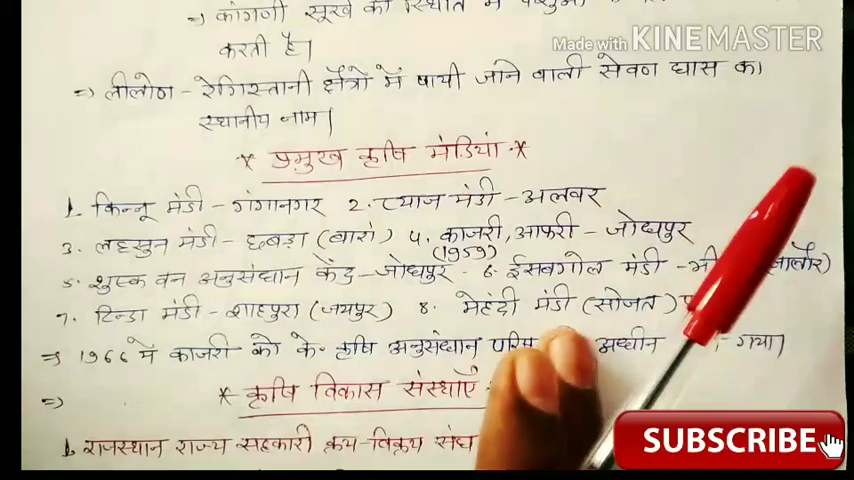 ⇒ कांगणी सूखे की स्थिति में
करती है।
Made with KINEMASTER
⇒ लीलोण - रेगिस्तानी क्षेत्रों में पायी जाने वाली सेवण घास का
स्थानीय नाम।
* प्रमुख कृषि मंडियां *
1. किन्नू मंडी - गंगानगर 2. प्याज मंडी - अलवर
3. लहसुन मंडी - छबड़ा (बारां) 4. काजरी, आफरी - जोधपुर
(1959)
5. शुष्क वन अनुसंधान केंद्र - जोधपुर 6. ईसबगोल मंडी - भी जालौर)
7. टिन्डा मंडी - शाहपुरा (जयपुर) 8. मेहंदी मंडी (सोजत) प
⇒ 1966 में काजरी को के. कृषि अनुसंधान परिष अधीन गया।
* कृषि विकास संस्थाएँ
⇒
1. राजस्थान राज्य सहकारी क्रय-विक्रय संघ
SUBSCRIBE